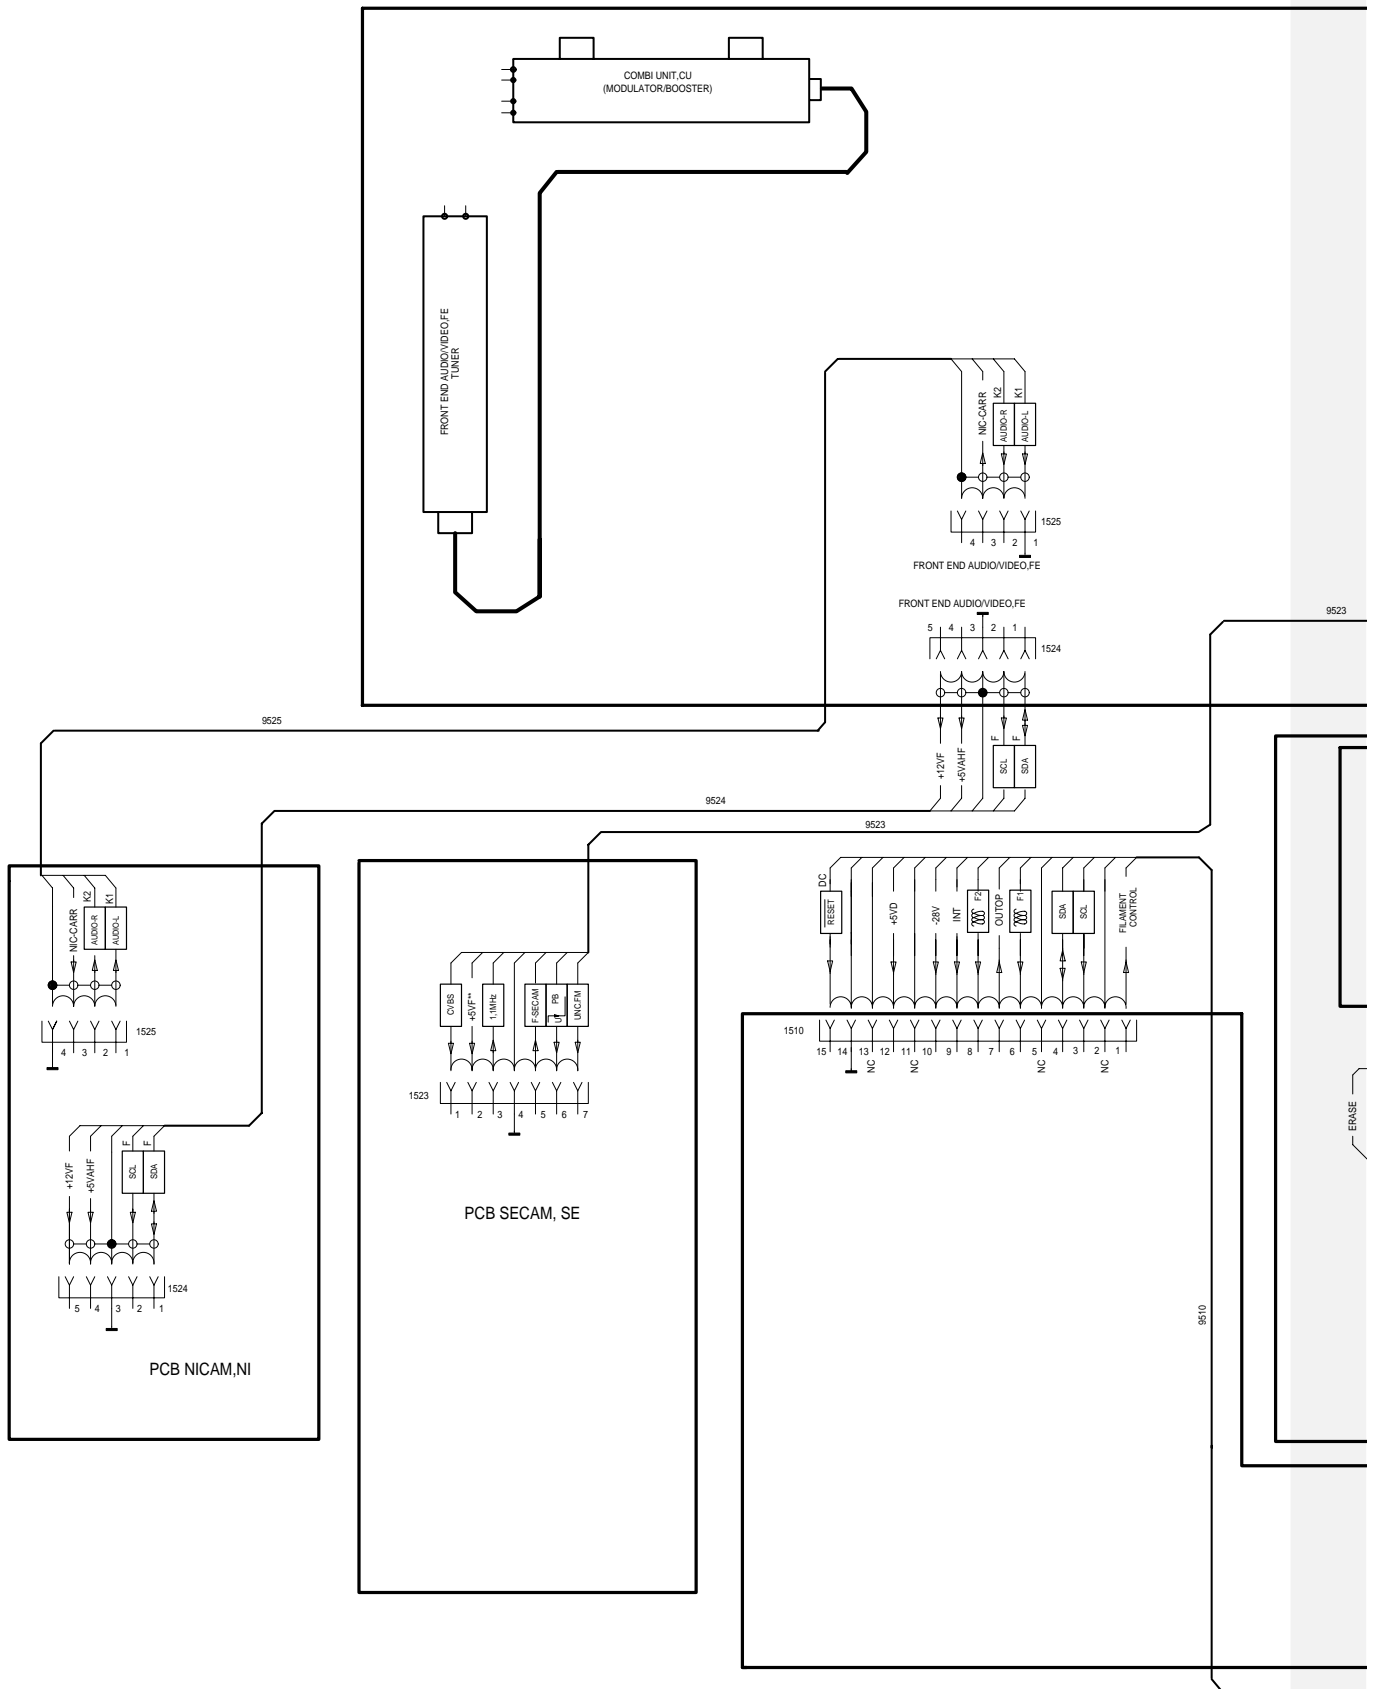 COMBI UNIT,CU
(MODULATOR/BOOSTER)
FRONT END AUDIO/VIDEO,FE
TUNER
NIC-CARR
K2
AUDIO-R
K1
AUDIO-L
1525
4 3 2 1
FRONT END AUDIO/VIDEO,FE
FRONT END AUDIO/VIDEO,FE
5 4 3 2 1
1524
9523
9525
+12VF
+5VAHF
F
SCL
F
SDA
9524
9523
NIC-CARR
K2
AUDIO-R
K1
AUDIO-L
1525
4 3 2 1
+12VF
+5VAHF
F
SCL
F
SDA
1524
5 4 3 2 1
PCB NICAM,NI
CVBS
+5VF**
1,1MHz
F-SECAM
PB
UNC.FM
1523
1 2 3 4 5 6 7
PCB SECAM, SE
DC
RESET
+5VD
-28V
INT
F2
OUTOP
F1
SDA
SCL
FILAMENT
CONTROL
1510
15 14 13 12 11 10 9 8 7 6 5 4 3 2 1
NC NC NC NC
9510
ERASE